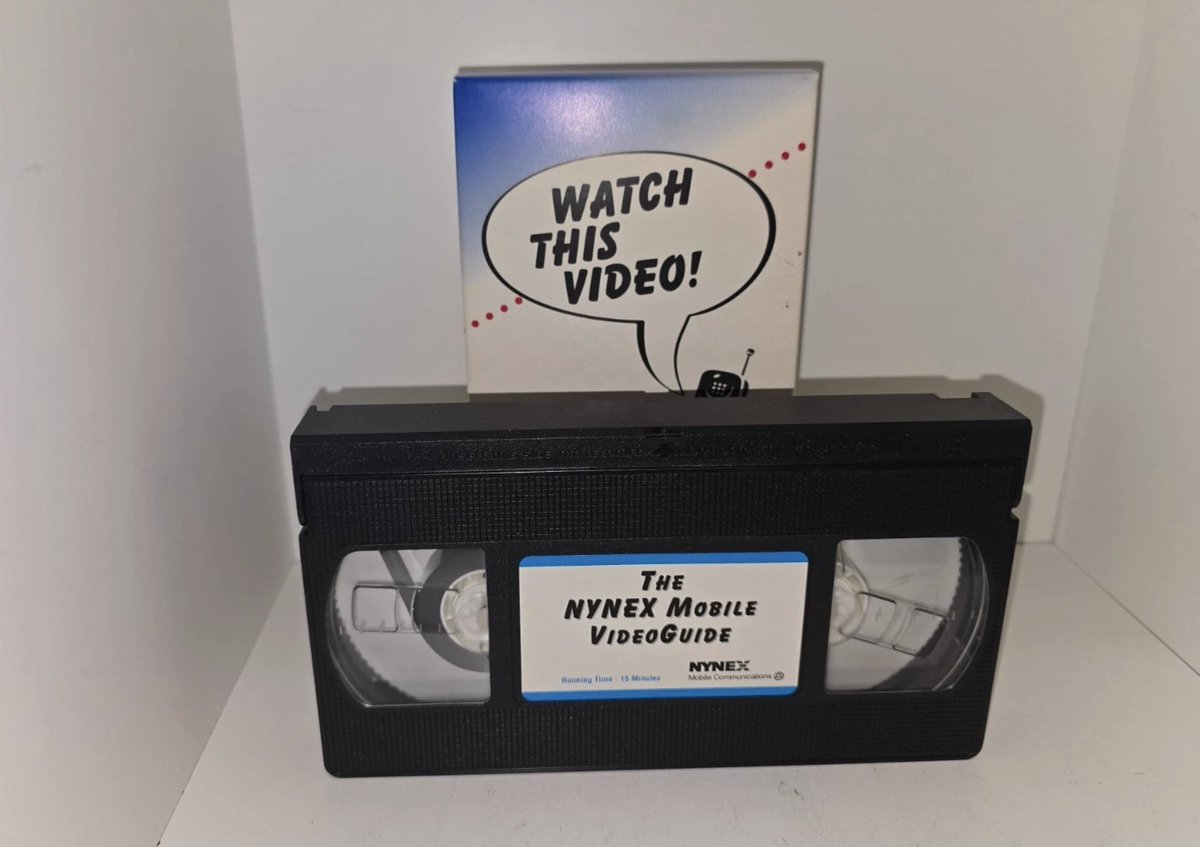 WATCH
THIS
VIDEO!
THE
NYNEX MOBILE
VIDEOGUIDE
NYNEX
Running Time - 15 Minutes
Mobile Communications